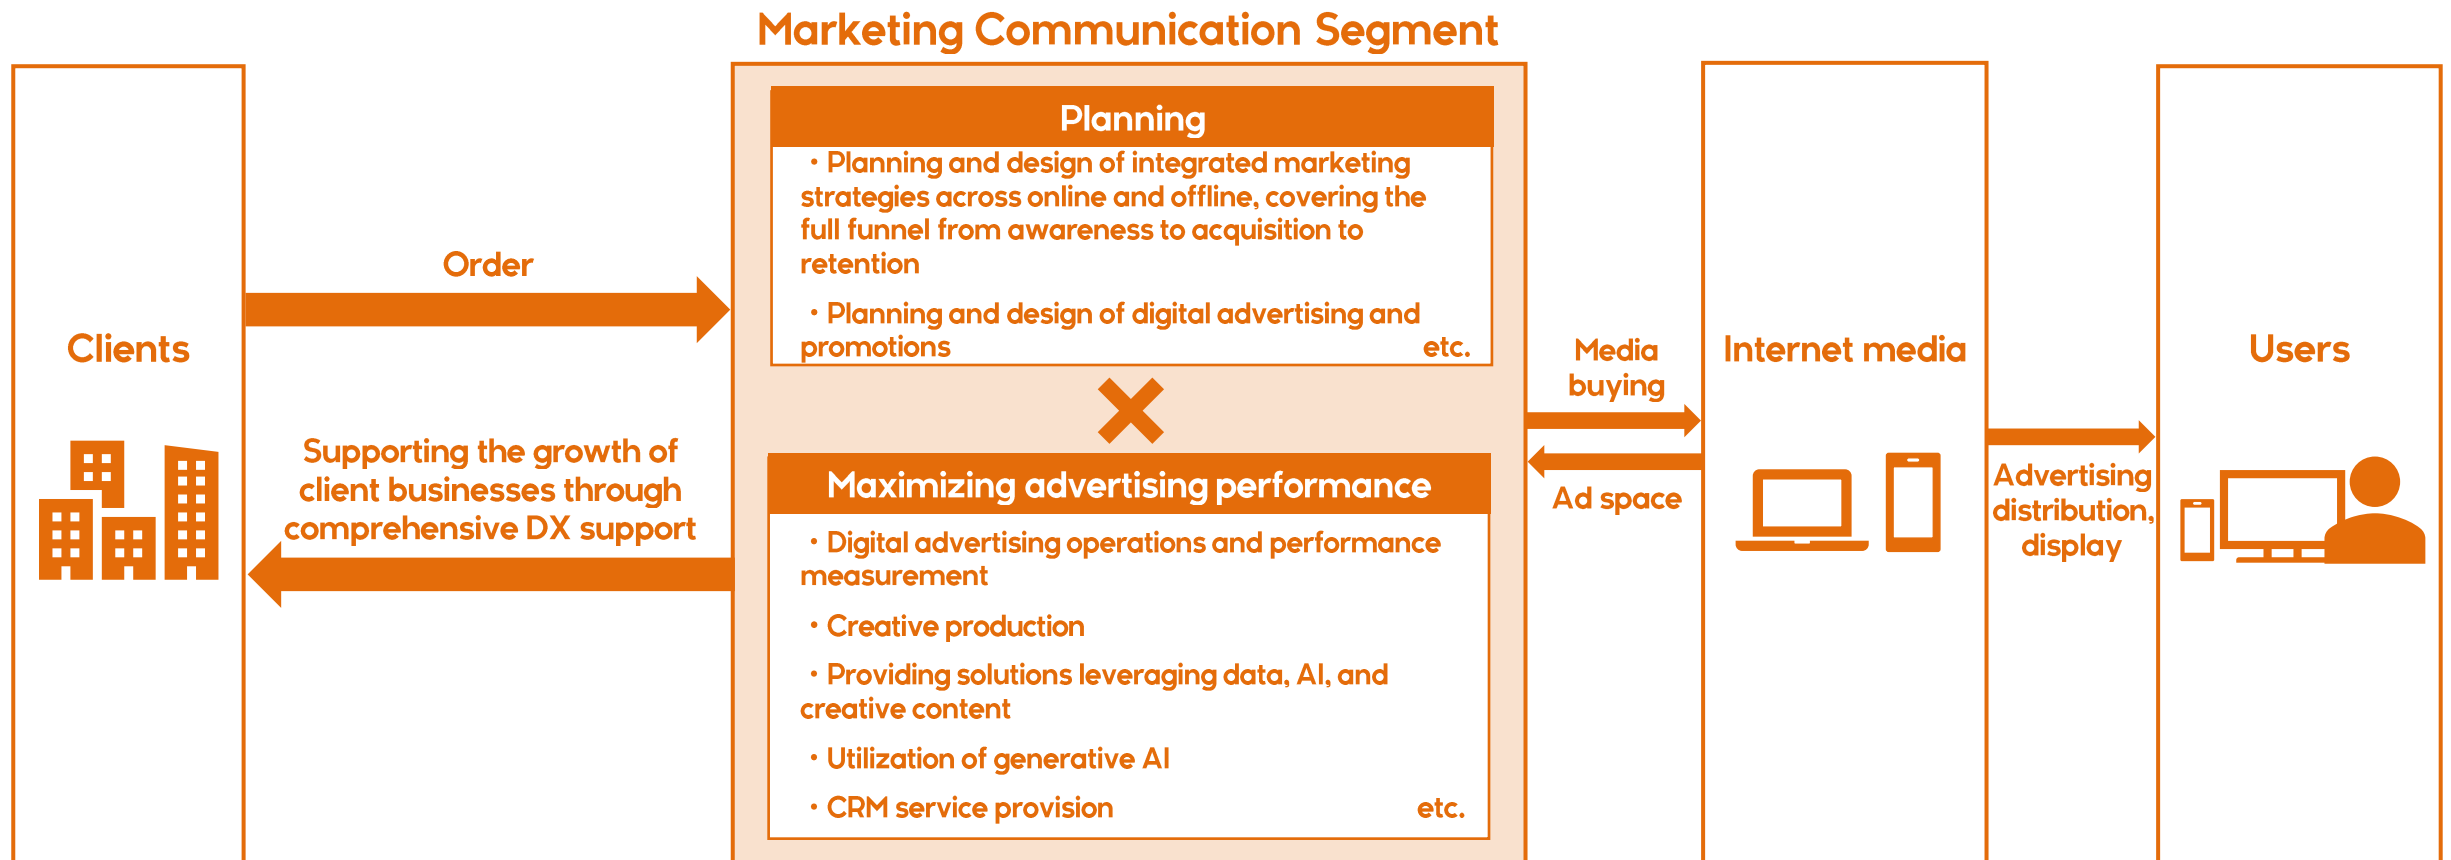 Marketing Communication Segment
Clients
Order
Supporting the growth of
client businesses through
comprehensive DX support
Planning
・Planning and design of integrated marketing
strategies across online and offline, covering the
full funnel from awareness to acquisition to
retention
・Planning and design of digital advertising and
promotions etc.
Maximizing advertising performance
・Digital advertising operations and performance
measurement
・Creative production
・Providing solutions leveraging data, AI, and
creative content
・Utilization of generative AI
・CRM service provision etc.
Media
buying
Ad space
Internet media
Advertising
distribution,
display
Users